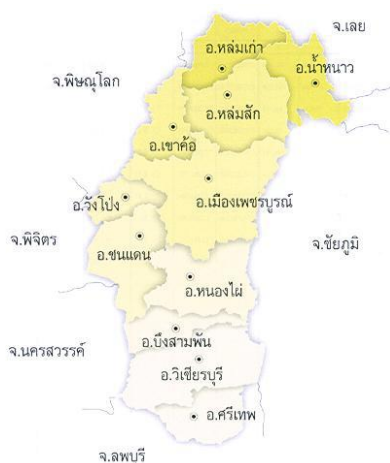 จ.เลย
อ.หล่มเก่า
อ.น้ำหนาว
จ.พิษณุโลก
อ.หล่มสัก
อ.เขาค้อ
อ.วังโป่ง
อ.เมืองเพชรบูรณ์
จ.พิจิตร
จ.ชัยภูมิ
อ.ชนแดน
อ.หนองไผ่
อ.บึงสามพัน
จ.นครสวรรค์
อ.วิเชียรบุรี
อ.ศรีเทพ
จ.ลพบุรี